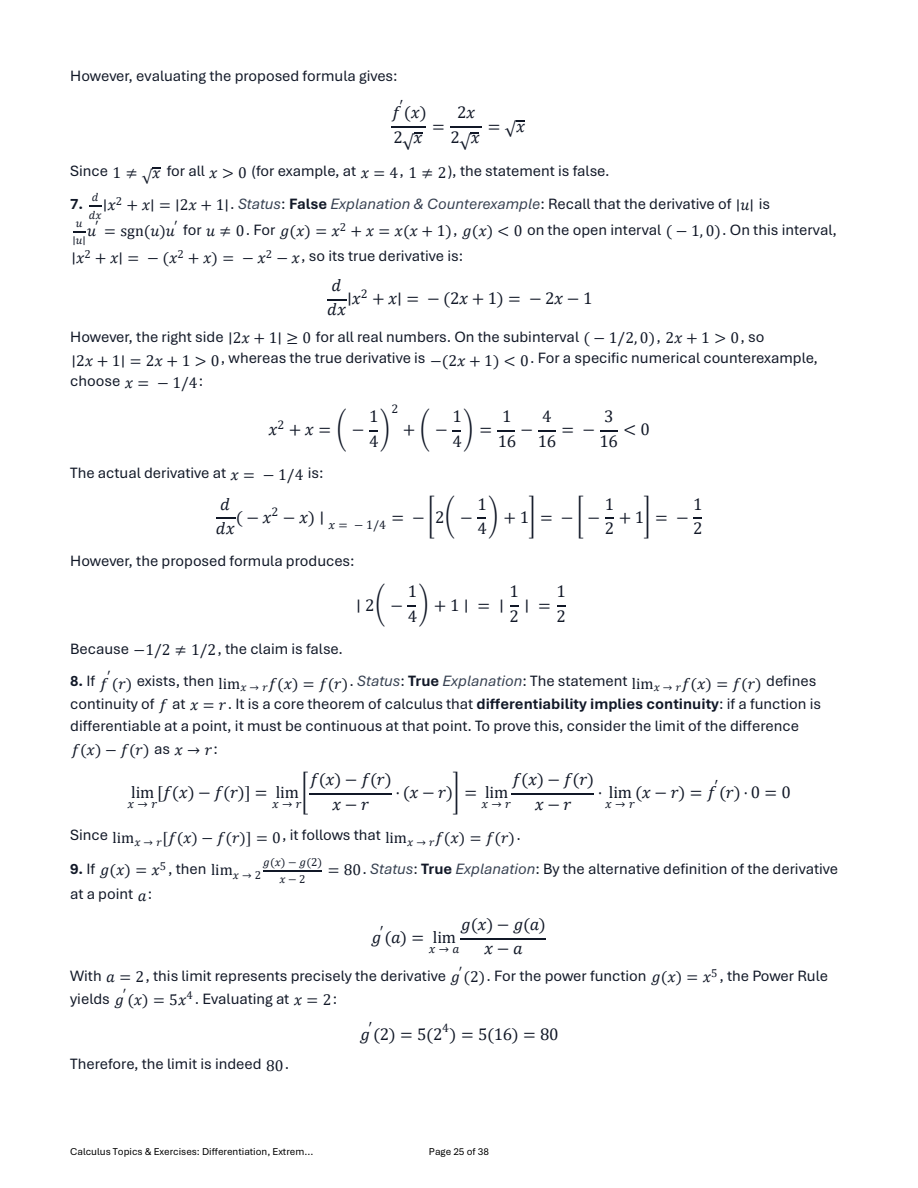 However, evaluating the proposed formula gives:
f′(x)/(2√x) = 2x/(2√x) = √x
Since 1 ≠ √x for all x > 0 (for example, at x = 4, 1 ≠ 2), the statement is false.
7. d/dx|x² + x| = |2x + 1|. Status: False Explanation & Counterexample: Recall that the derivative of |u| is
u/|u| u′ = sgn(u)u′ for u ≠ 0. For g(x) = x² + x = x(x + 1), g(x) < 0 on the open interval ( − 1, 0). On this interval,
|x² + x| = − (x² + x) = − x² − x, so its true derivative is:
d/dx|x² + x| = − (2x + 1) = − 2x − 1
However, the right side |2x + 1| ≥ 0 for all real numbers. On the subinterval ( − 1/2, 0), 2x + 1 > 0, so
|2x + 1| = 2x + 1 > 0, whereas the true derivative is −(2x + 1) < 0. For a specific numerical counterexample,
choose x = − 1/4:
x² + x = ( − 1/4)² + ( − 1/4) = 1/16 − 4/16 = − 3/16 < 0
The actual derivative at x = − 1/4 is:
d/dx( − x² − x) |ₓ ₌ ₋ ₁/₄ = − [2( − 1/4) + 1] = − [ − 1/2 + 1] = − 1/2
However, the proposed formula produces:
| 2( − 1/4) + 1 | = | 1/2 | = 1/2
Because −1/2 ≠ 1/2, the claim is false.
8. If f′(r) exists, then lim_{x → r} f(x) = f(r). Status: True Explanation: The statement lim_{x → r} f(x) = f(r) defines
continuity of f at x = r. It is a core theorem of calculus that differentiability implies continuity: if a function is
differentiable at a point, it must be continuous at that point. To prove this, consider the limit of the difference
f(x) − f(r) as x → r:
lim_{x → r} [f(x) − f(r)] = lim_{x → r} [(f(x) − f(r))/(x − r) · (x − r)] = lim_{x → r} (f(x) − f(r))/(x − r) · lim_{x → r} (x − r) = f′(r) · 0 = 0
Since lim_{x → r} [f(x) − f(r)] = 0, it follows that lim_{x → r} f(x) = f(r).
9. If g(x) = x⁵, then lim_{x → 2} (g(x) − g(2))/(x − 2) = 80. Status: True Explanation: By the alternative definition of the derivative
at a point a:
g′(a) = lim_{x → a} (g(x) − g(a))/(x − a)
With a = 2, this limit represents precisely the derivative g′(2). For the power function g(x) = x⁵, the Power Rule
yields g′(x) = 5x⁴. Evaluating at x = 2:
g′(2) = 5(2⁴) = 5(16) = 80
Therefore, the limit is indeed 80.
Calculus Topics & Exercises: Differentiation, Extrem... Page 25 of 38